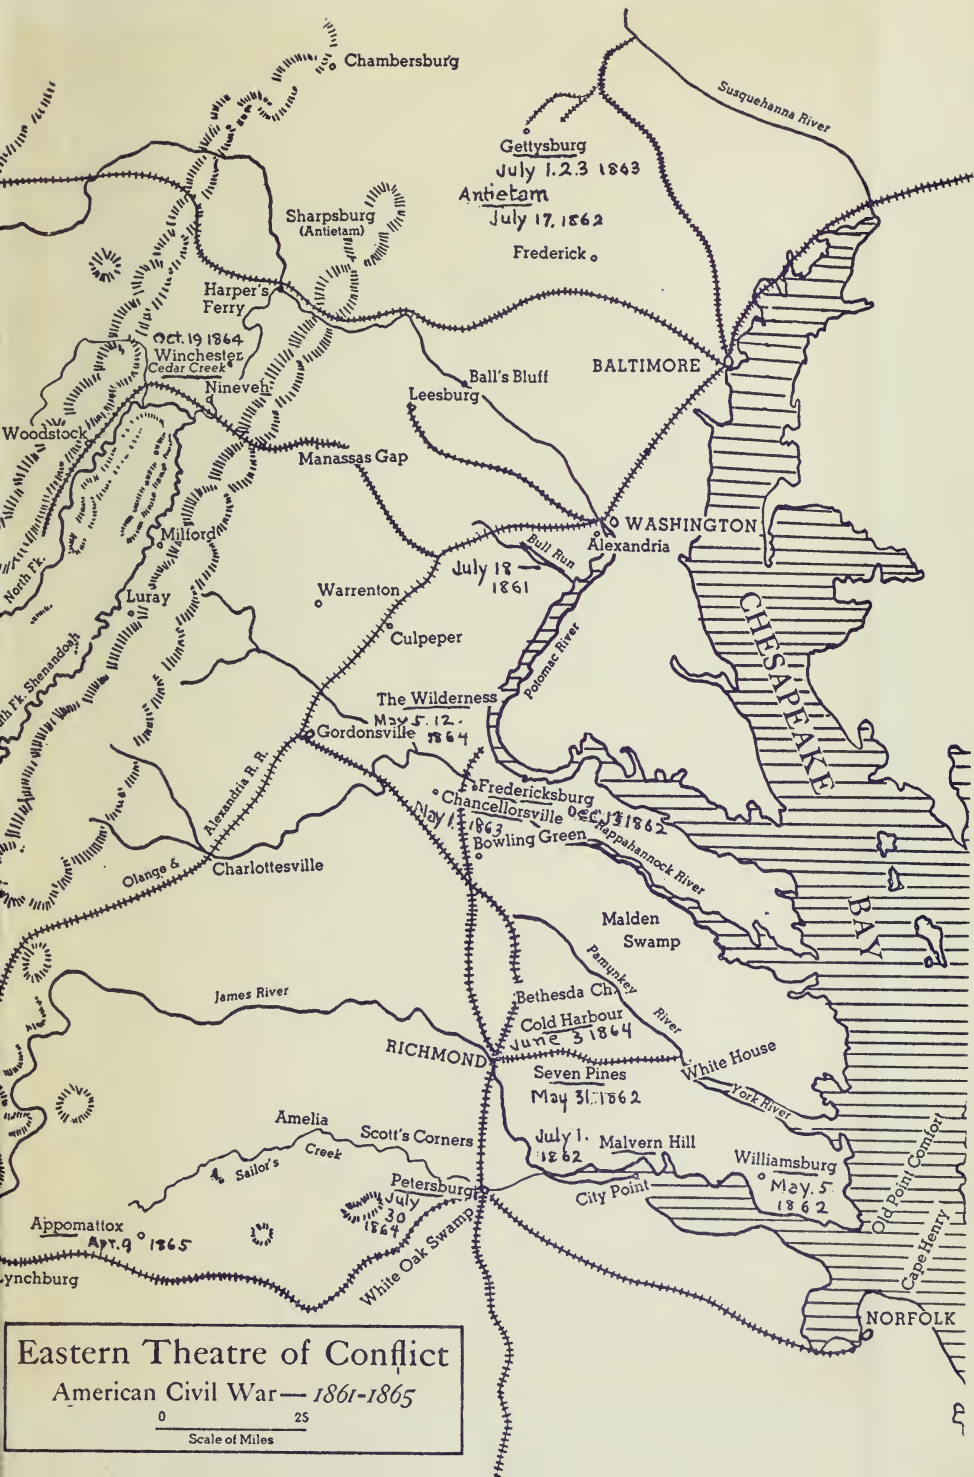 Chambersburg
Susquehanna River
Gettysburg
July 1.2.3 1863
Antietam
July 17, 1862
Sharpsburg
(Antietam)
Frederick
Harper's
Ferry
Oct. 19 1864
Winchester
Cedar Creek
Nineveh
BALTIMORE
Ball's Bluff
Leesburg
Woodstock
Manassas Gap
WASHINGTON
Alexandria
Bull Run
July 18 —
1861
Milford
North Fk.
Warrenton
Luray
Culpeper
uth Fk. Shenandoah
Potomac River
CHESAPEAKE
BAY
The Wilderness
May 5. 12.
1864
Gordonsville
Alexandria R.R.
Olange &
Fredericksburg
Dec. 13 1862
Chancellorsville
May 1.
1863
Bowling Green
Rappahannock River
Charlottesville
Malden
Swamp
Pamunkey
River
James River
Bethesda Ch.
Cold Harbour
June 3 1864
RICHMOND
White House
Seven Pines
May 31. 1862
York River
Amelia
Scott's Corners
Sailor's
Creek
July 1.
1862
Malvern Hill
Williamsburg
May. 5
1862
Old Point Comfort
Cape Henry
Petersburg
July
30
1864
City Point
White Oak Swamp
Appomattox
Apr. 9 1865
ynchburg
NORFOLK
Eastern Theatre of Conflict
American Civil War — 1861-1865
0 25
Scale of Miles